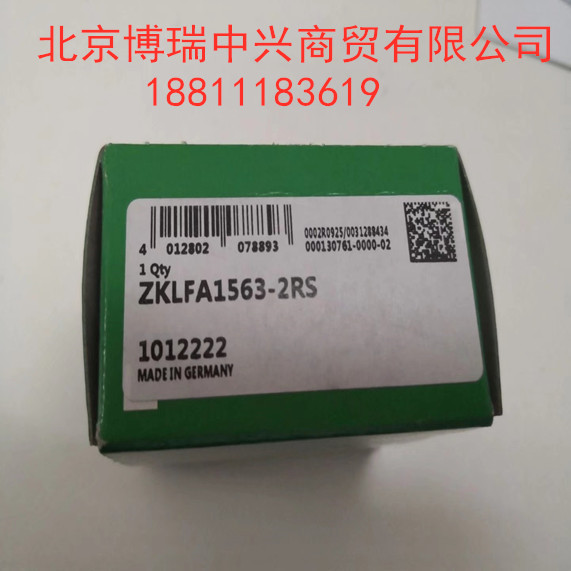 北京博瑞中兴商贸有限公司
18811183619
4 012802 078893
0002R0925/0031288434
000130761-0000-02
1 Qty
ZKLFA1563-2RS
1012222
MADE IN GERMANY